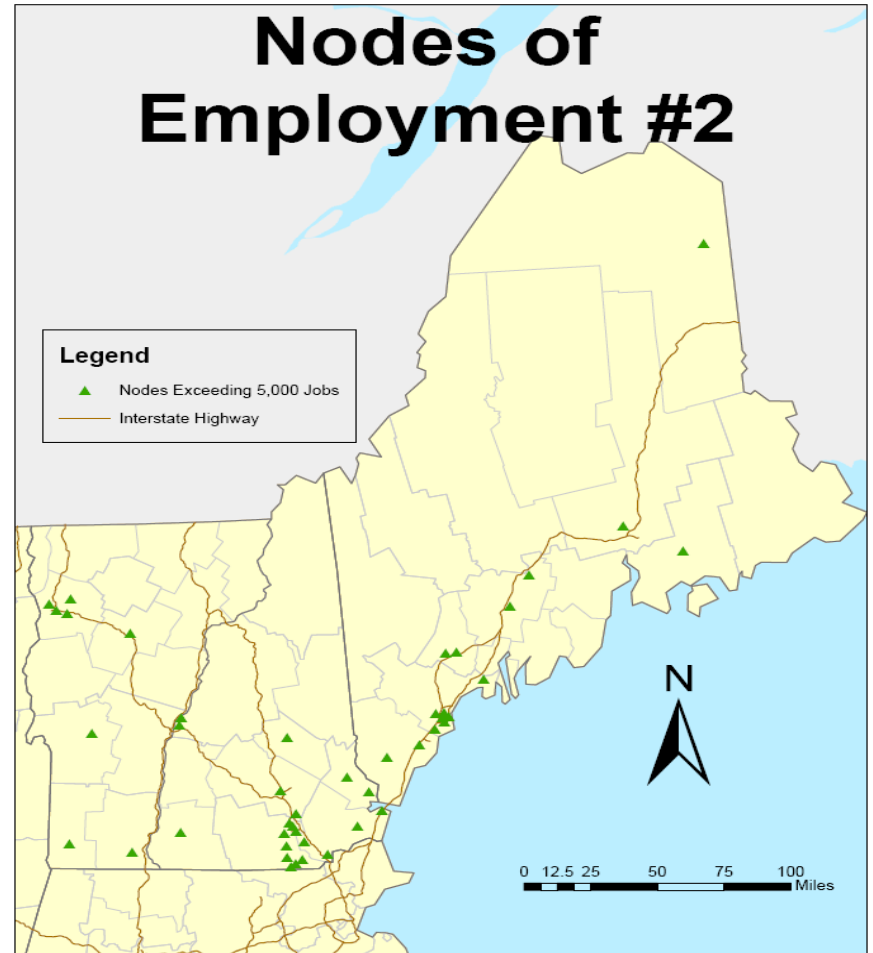 Nodes of
Employment #2
Legend
Nodes Exceeding 5,000 Jobs
Interstate Highway
N
0 12.5 25 50 75 100
Miles